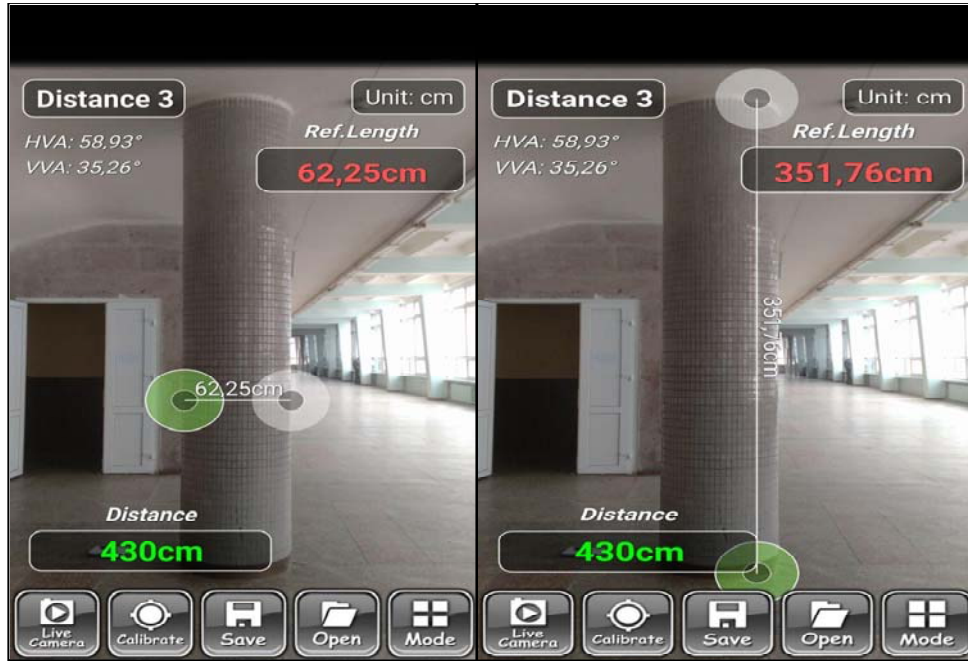 Distance 3
Unit: cm
HVA: 58,93°
VVA: 35,26°
Ref.Length
62,25cm
62,25cm
Distance
430cm
Live Camera
Calibrate
Save
Open
Mode
Distance 3
Unit: cm
HVA: 58,93°
VVA: 35,26°
Ref.Length
351,76cm
351,76cm
Distance
430cm
Live Camera
Calibrate
Save
Open
Mode